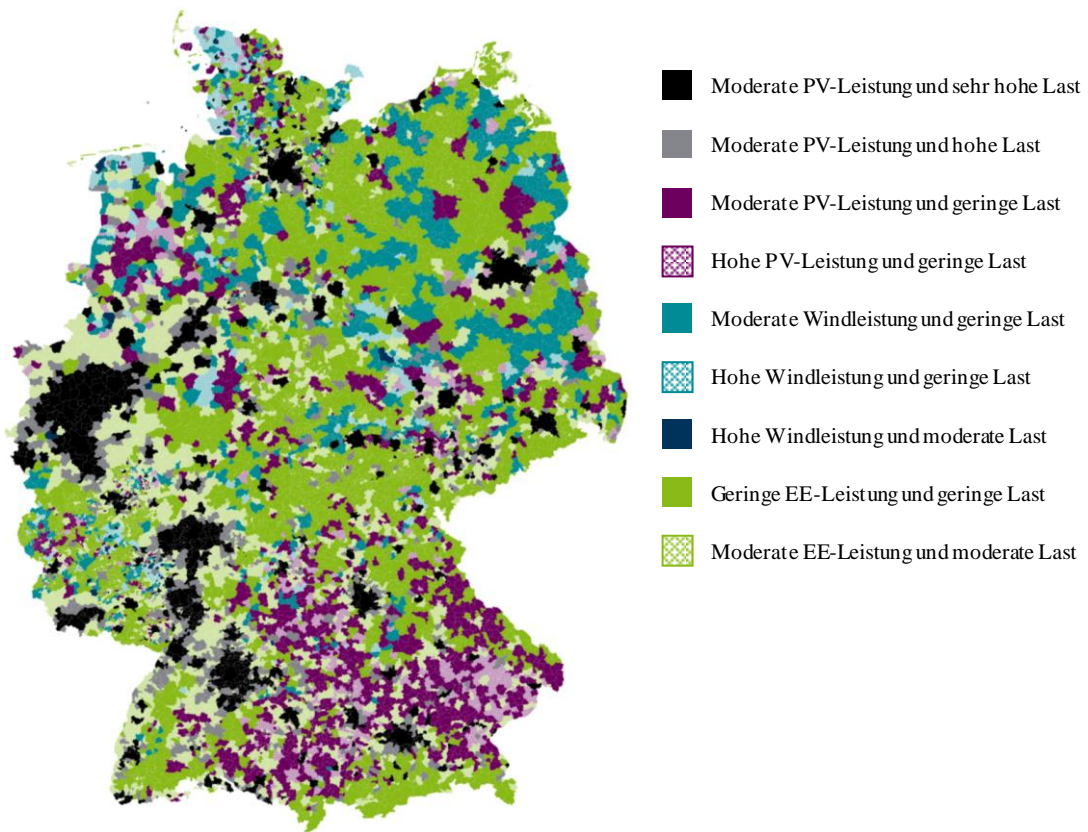 Moderate PV-Leistung und sehr hohe Last
Moderate PV-Leistung und hohe Last
Moderate PV-Leistung und geringe Last
Hohe PV-Leistung und geringe Last
Moderate Windleistung und geringe Last
Hohe Windleistung und geringe Last
Hohe Windleistung und moderate Last
Geringe EE-Leistung und geringe Last
Moderate EE-Leistung und moderate Last